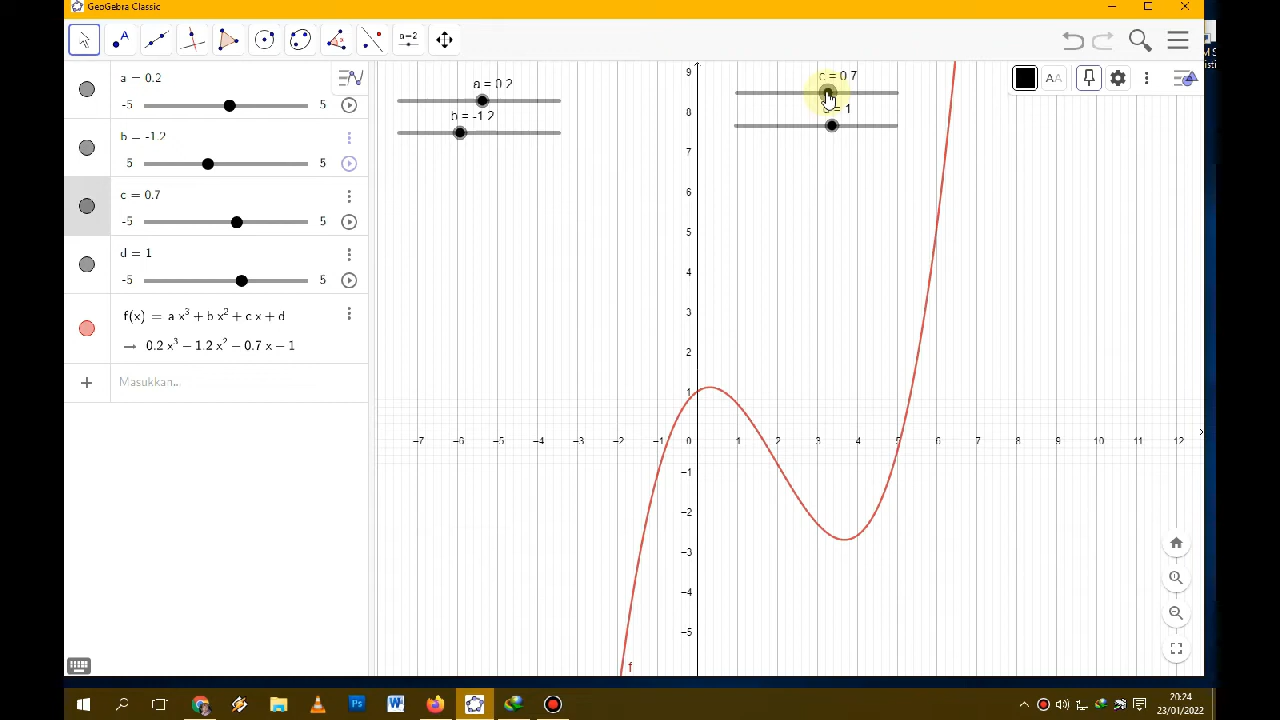 GeoGebra Classic
a=2
a = 0.2
-5 5
b = -1.2
5 5
c = 0.7
-5 5
d = 1
-5 5
f(x) = a x³ + b x² + c x + d
→ 0.2 x³ − 1.2 x² − 0.7 x − 1
Masukkan...
a = 0.2
b = -1.2
c = 0.7
= 1
AA
9
8
7
6
5
4
3
2
1
−7 −6 −5 −4 −3 −2 −1 0 1 2 3 4 5 6 7 8 9 10 11 12
−1
−2
−3
−4
−5
f
20:24
23/01/2022